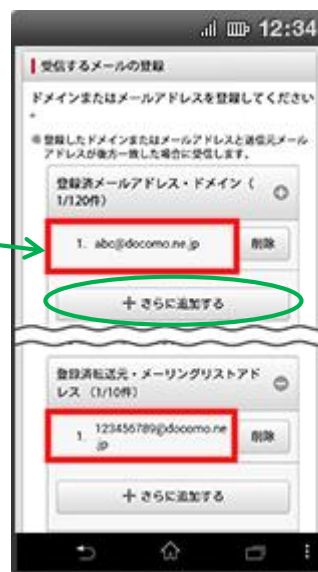 12:34
受信するメールの登録
ドメインまたはメールアドレスを登録してください
。
※登録したドメインまたはメールアドレスと送信元メール
アドレスが後方一致した場合に受信します。
登録済メールアドレス・ドメイン（
1/120件）
1. abc@docomo.ne.jp 削除
＋さらに追加する
登録済転送元・メーリングリストアド
レス （1/10件）
1. 123456789@docomo.ne
.jp 削除
＋さらに追加する